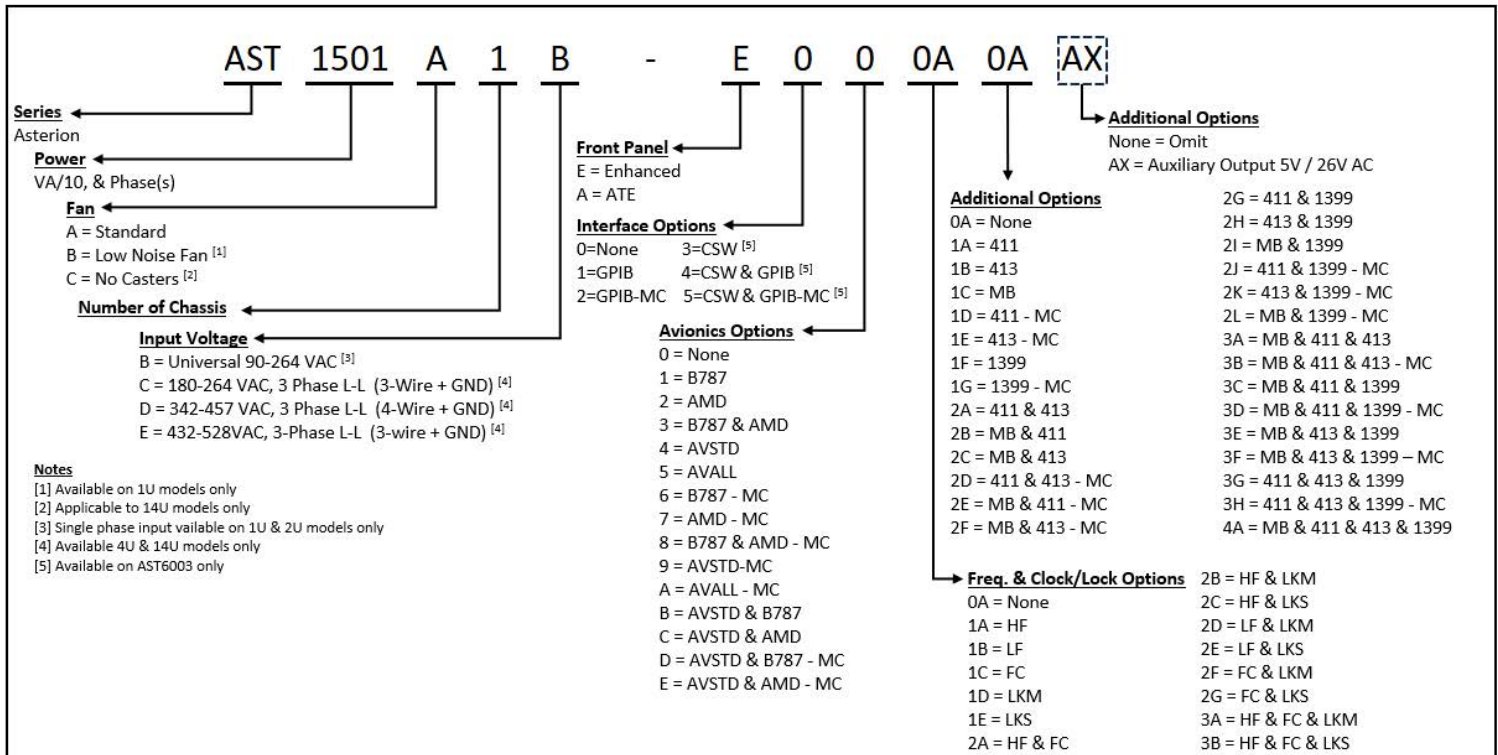 AST 1501 A 1 B - E 0 0 0A 0A AX
Series
Asterion
Power
VA/10, & Phase(s)
Fan
A = Standard
B = Low Noise Fan [1]
C = No Casters [2]
Number of Chassis
Input Voltage
B = Universal 90-264 VAC [3]
C = 180-264 VAC, 3 Phase L-L (3-Wire + GND) [4]
D = 342-457 VAC, 3 Phase L-L (4-Wire + GND) [4]
E = 432-528VAC, 3-Phase L-L (3-wire + GND) [4]
Notes
[1] Available on 1U models only
[2] Applicable to 14U models only
[3] Single phase input vailable on 1U & 2U models only
[4] Available 4U & 14U models only
[5] Available on AST6003 only
Front Panel
E = Enhanced
A = ATE
Interface Options
0=None 3=CSW [5]
1=GPIB 4=CSW & GPIB [5]
2=GPIB-MC 5=CSW & GPIB-MC [5]
Avionics Options
0 = None
1 = B787
2 = AMD
3 = B787 & AMD
4 = AVSTD
5 = AVALL
6 = B787 - MC
7 = AMD - MC
8 = B787 & AMD - MC
9 = AVSTD-MC
A = AVALL - MC
B = AVSTD & B787
C = AVSTD & AMD
D = AVSTD & B787 - MC
E = AVSTD & AMD - MC
Additional Options
None = Omit
AX = Auxiliary Output 5V / 26V AC
Additional Options
0A = None
1A = 411
1B = 413
1C = MB
1D = 411 - MC
1E = 413 - MC
1F = 1399
1G = 1399 - MC
2A = 411 & 413
2B = MB & 411
2C = MB & 413
2D = 411 & 413 - MC
2E = MB & 411 - MC
2F = MB & 413 - MC
2G = 411 & 1399
2H = 413 & 1399
2I = MB & 1399
2J = 411 & 1399 - MC
2K = 413 & 1399 - MC
2L = MB & 1399 - MC
3A = MB & 411 & 413
3B = MB & 411 & 413 - MC
3C = MB & 411 & 1399
3D = MB & 411 & 1399 - MC
3E = MB & 413 & 1399
3F = MB & 413 & 1399 – MC
3G = 411 & 413 & 1399
3H = 411 & 413 & 1399 - MC
4A = MB & 411 & 413 & 1399
Freq. & Clock/Lock Options
0A = None
1A = HF
1B = LF
1C = FC
1D = LKM
1E = LKS
2A = HF & FC
2B = HF & LKM
2C = HF & LKS
2D = LF & LKM
2E = LF & LKS
2F = FC & LKM
2G = FC & LKS
3A = HF & FC & LKM
3B = HF & FC & LKS